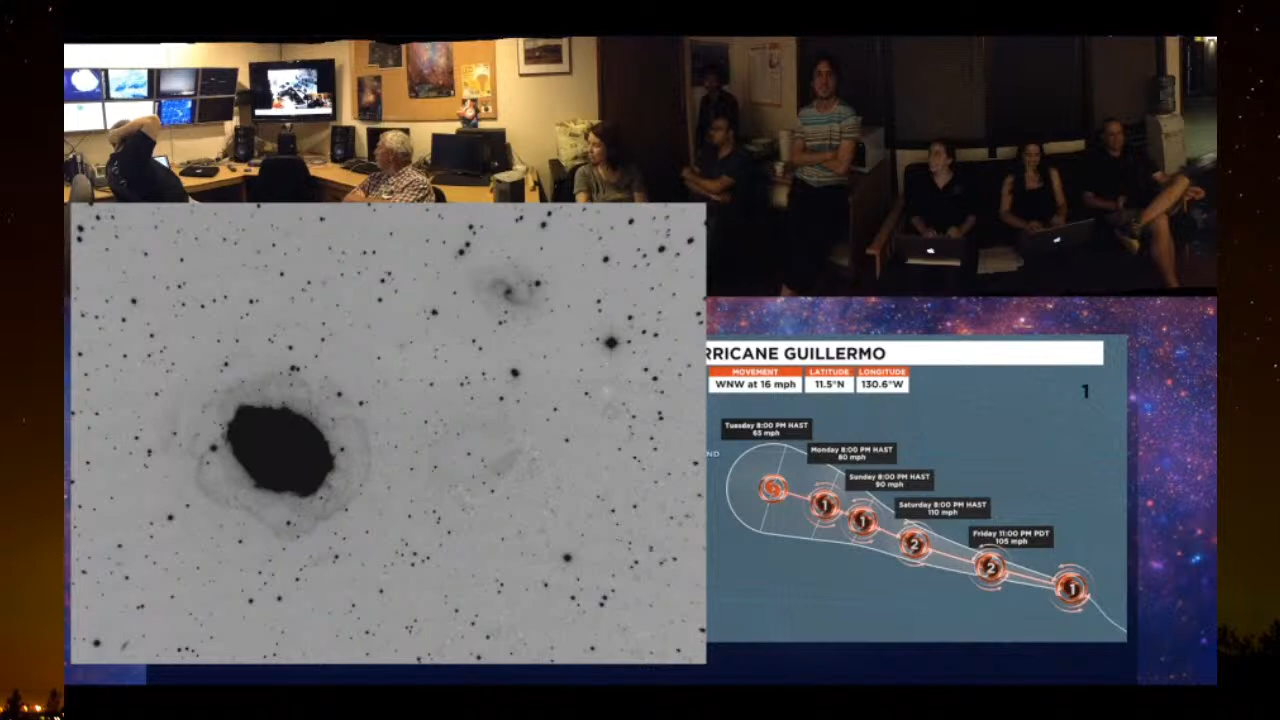 RRICANE GUILLERMO
MOVEMENT LATITUDE LONGITUDE
WNW at 16 mph 11.5°N 130.6°W
1
Tuesday 8:00 PM HAST
65 mph
ND
Monday 8:00 PM HAST
80 mph
Sunday 8:00 PM HAST
90 mph
Saturday 8:00 PM HAST
110 mph
Friday 11:00 PM PDT
105 mph
1
1
2
2
1